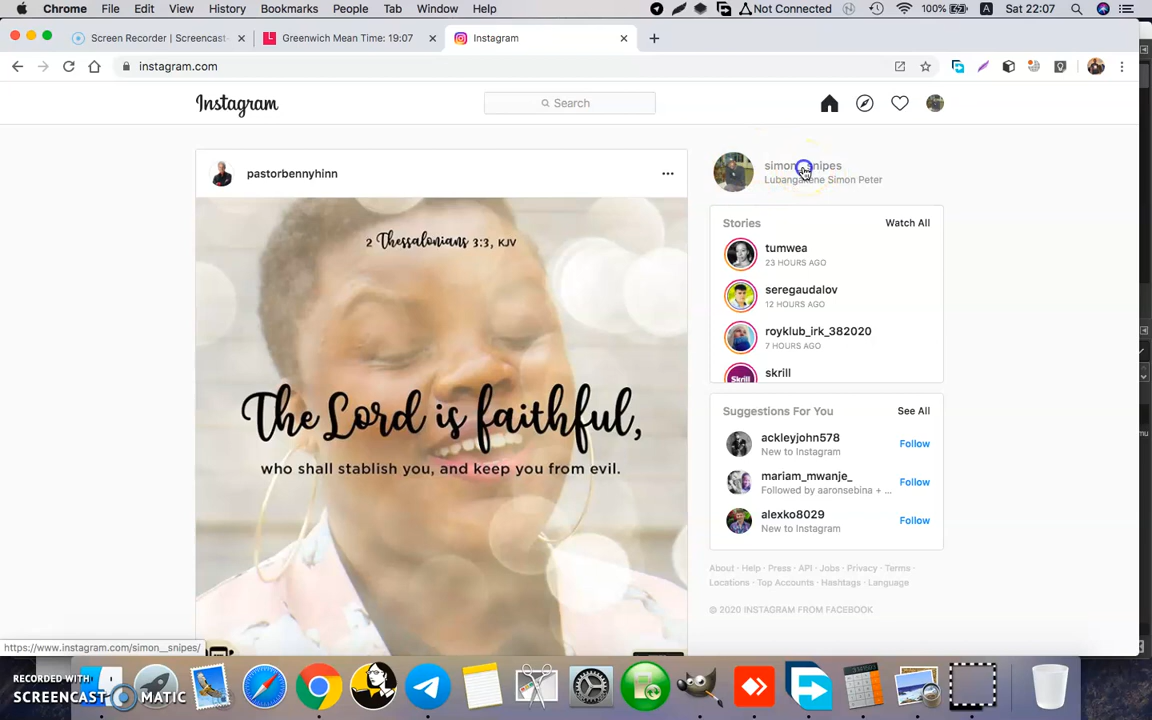 Chrome File Edit View History Bookmarks People Tab Window Help Not Connected 100% A Sat 22:07
Screen Recorder | Screencast- Greenwich Mean Time: 19:07 Instagram
instagram.com
Instagram
Search
pastorbennyhinn
2 Thessalonians 3:3, KJV
The Lord is faithful,
who shall stablish you, and keep you from evil.
Lubangakene Simon Peter
Stories Watch All
tumwea
23 HOURS AGO
seregaudalov
12 HOURS AGO
royklub_irk_382020
7 HOURS AGO
Skrill
skrill
Suggestions For You See All
ackleyjohn578
New to Instagram
Follow
mariam_mwanje_
Followed by aaronsebina + ...
Follow
alexko8029
New to Instagram
Follow
About · Help · Press · API · Jobs · Privacy · Terms ·
Locations · Top Accounts · Hashtags · Language
© 2020 INSTAGRAM FROM FACEBOOK
https://www.instagram.com/simon__snipes/
RECORDED WITH
SCREENCAST MATIC